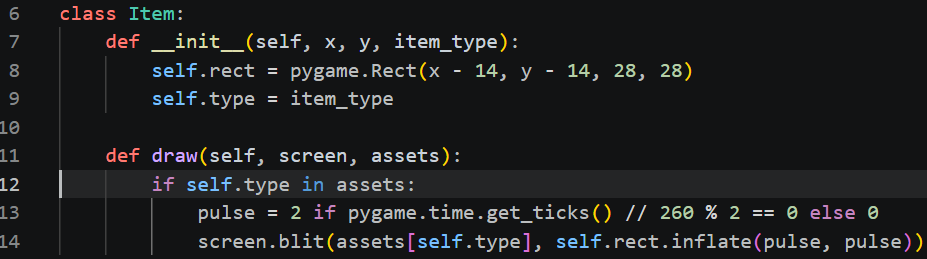 6 class Item:
7     def __init__(self, x, y, item_type):
8         self.rect = pygame.Rect(x - 14, y - 14, 28, 28)
9         self.type = item_type
10
11     def draw(self, screen, assets):
12         if self.type in assets:
13             pulse = 2 if pygame.time.get_ticks() // 260 % 2 == 0 else 0
14             screen.blit(assets[self.type], self.rect.inflate(pulse, pulse))